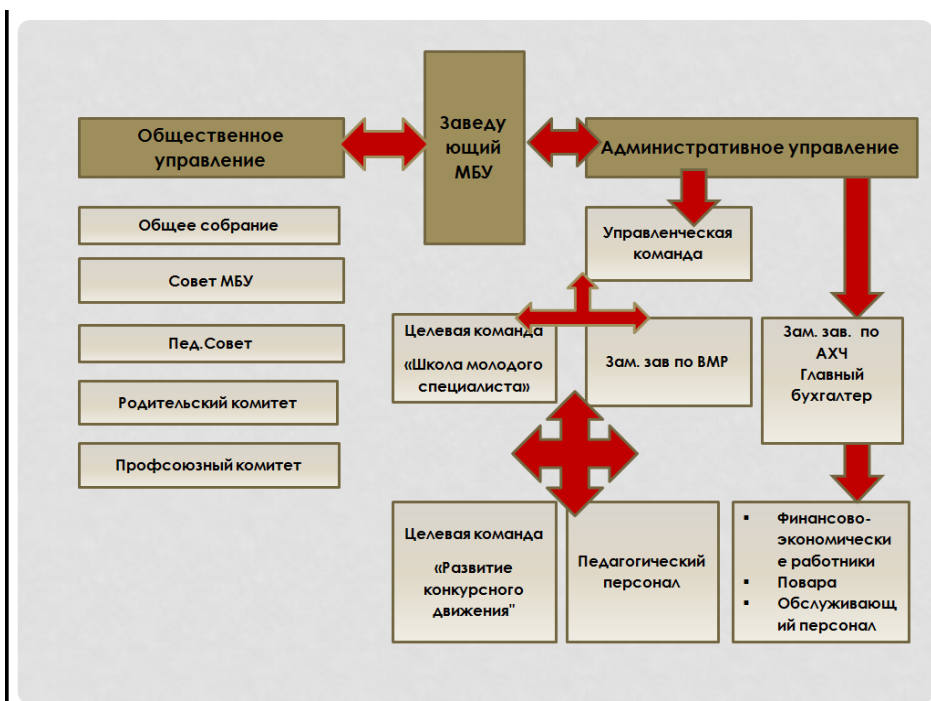 Общественное
управление
Заведу
ющий
МБУ
Административное управление
Общее собрание
Совет МБУ
Пед.Совет
Родительский комитет
Профсоюзный комитет
Управленческая
команда
Целевая команда
«Школа молодого
специалиста»
Зам. зав по ВМР
Зам. зав. по
АХЧ
Главный
бухгалтер
Целевая команда
«Развитие
конкурсного
движения"
Педагогический
персонал
▪ Финансово-
экономически
е работники
▪ Повара
▪ Обслуживающ
ий персонал